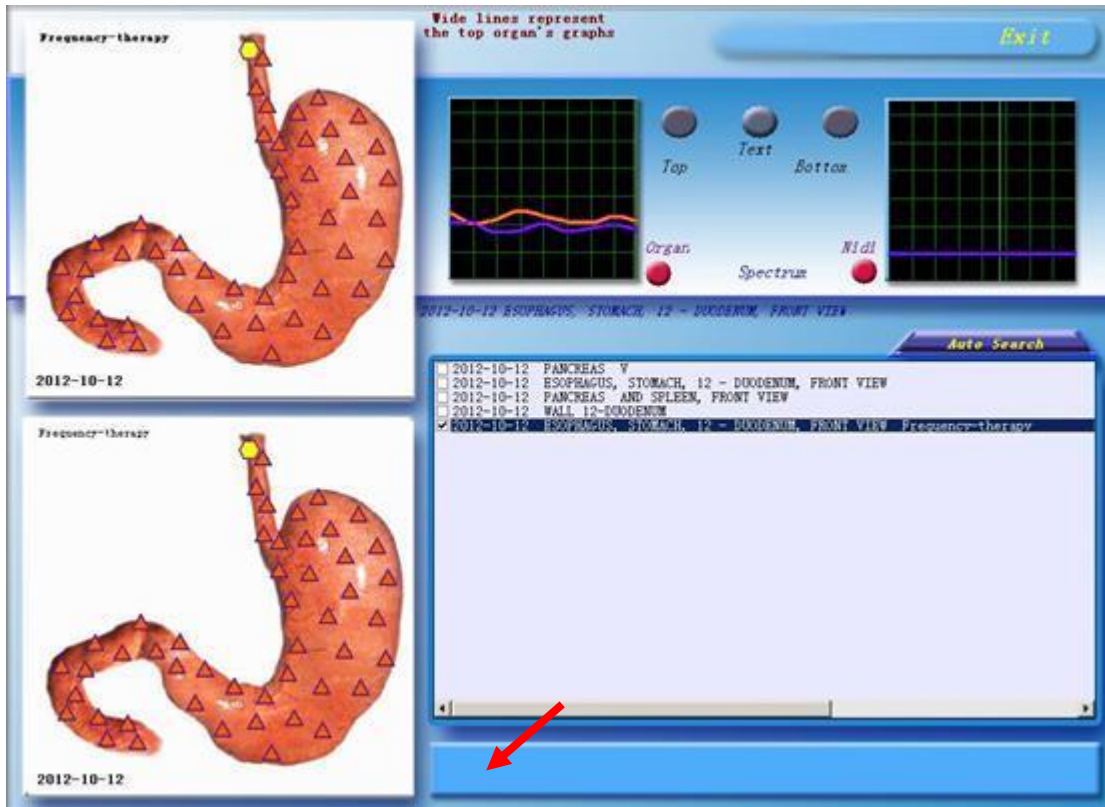 Frequency-therapy
2012-10-12
Frequency-therapy
2012-10-12
Wide lines represent
the top organ's graphs
Exit
Top
Text
Bottom
Organ
Nidl
Spectrum
2012-10-12 ESOPHAGUS, STOMACH, 12 - DUODENUM, FRONT VIEW
Auto Search
2012-10-12 PANCREAS V
2012-10-12 ESOPHAGUS, STOMACH, 12 - DUODENUM, FRONT VIEW
2012-10-12 PANCREAS AND SPLEEN, FRONT VIEW
2012-10-12 WALL 12-DUODENUM
2012-10-12 ESOPHAGUS, STOMACH, 12 - DUODENUM, FRONT VIEW Frequency-therapy